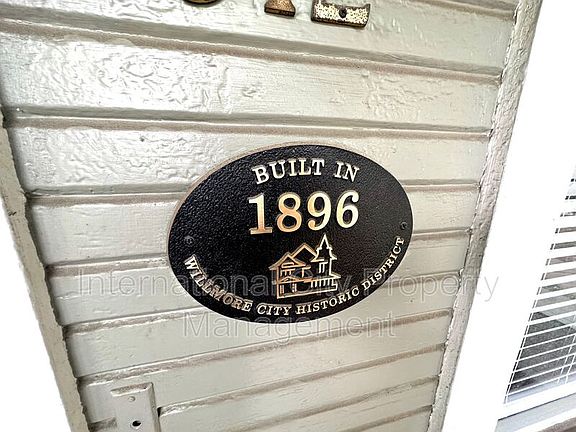 BUILT IN
1896
WILLMORE CITY HISTORIC DISTRICT
International City Property
Management